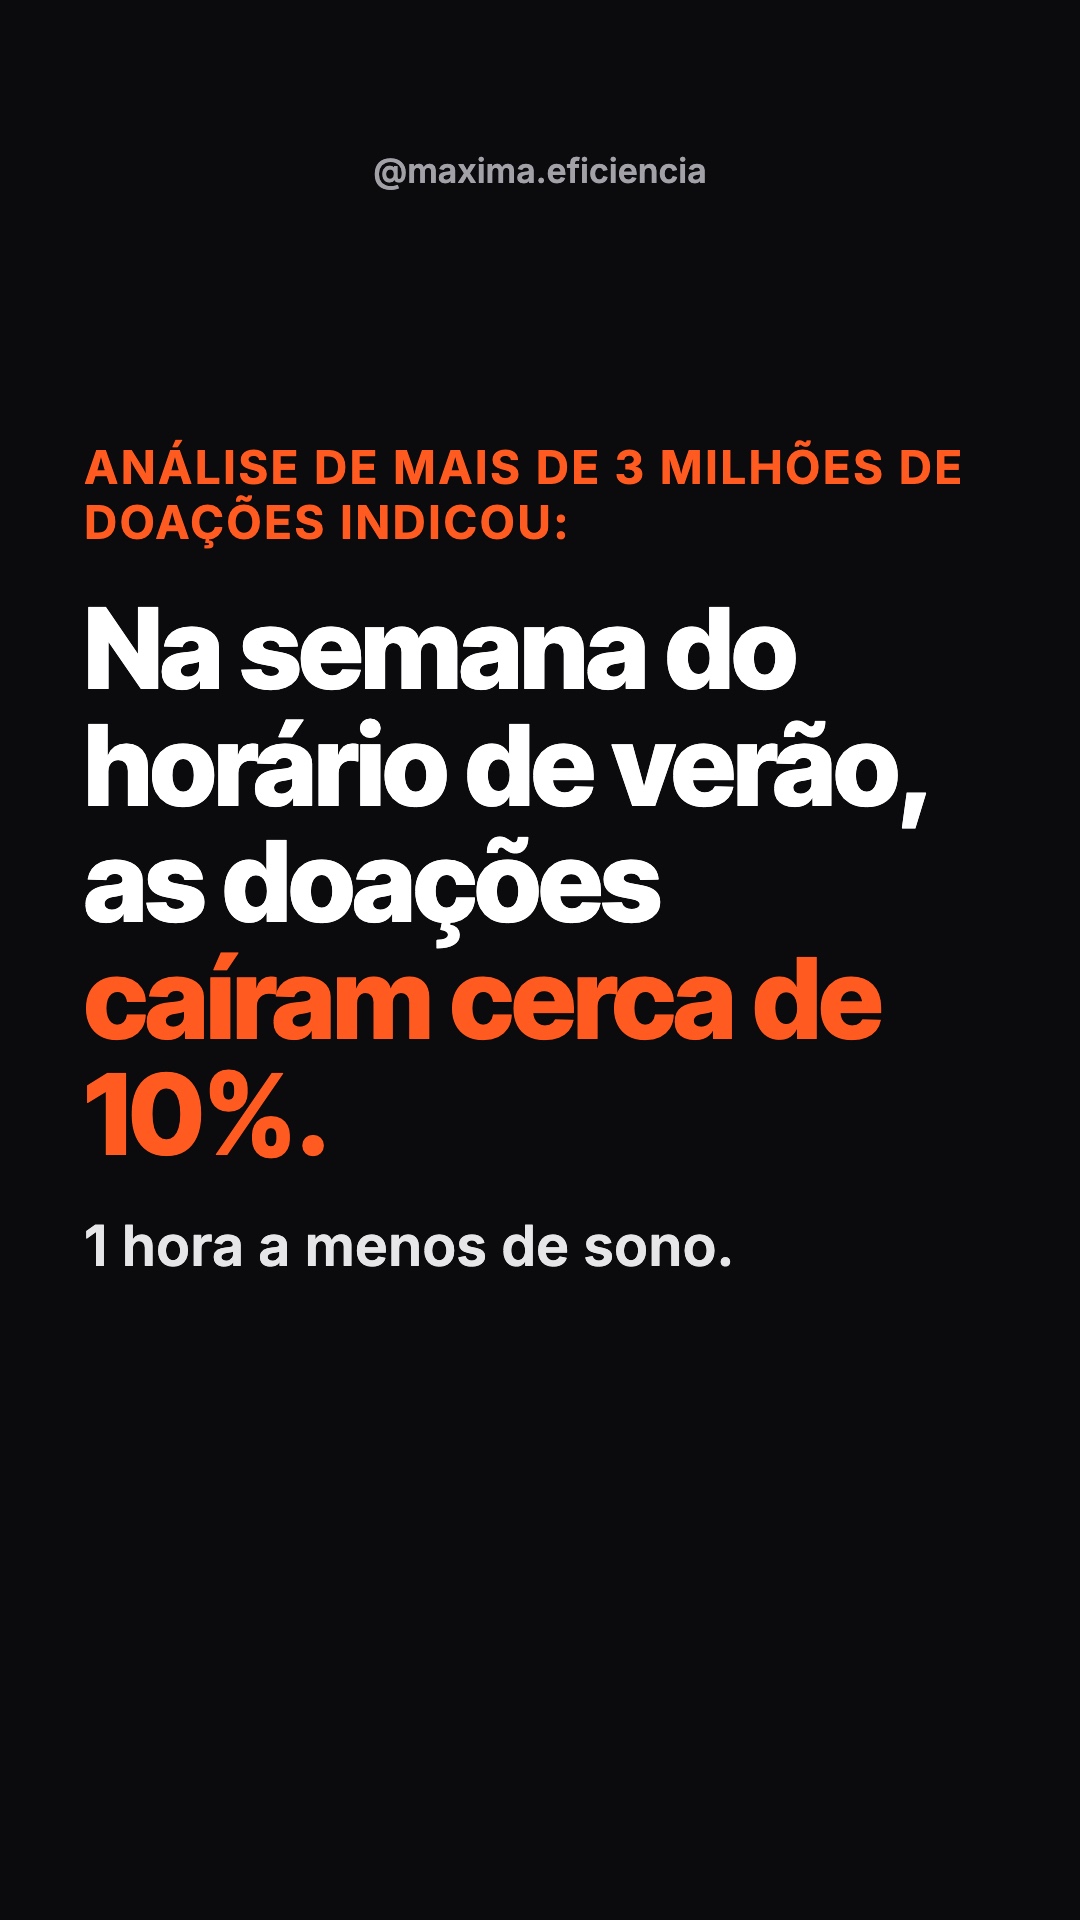 @maxima.eficiencia
ANÁLISE DE MAIS DE 3 MILHÕES DE
DOAÇÕES INDICOU:
Na semana do
horário de verão,
as doações
caíram cerca de
10%.
1 hora a menos de sono.